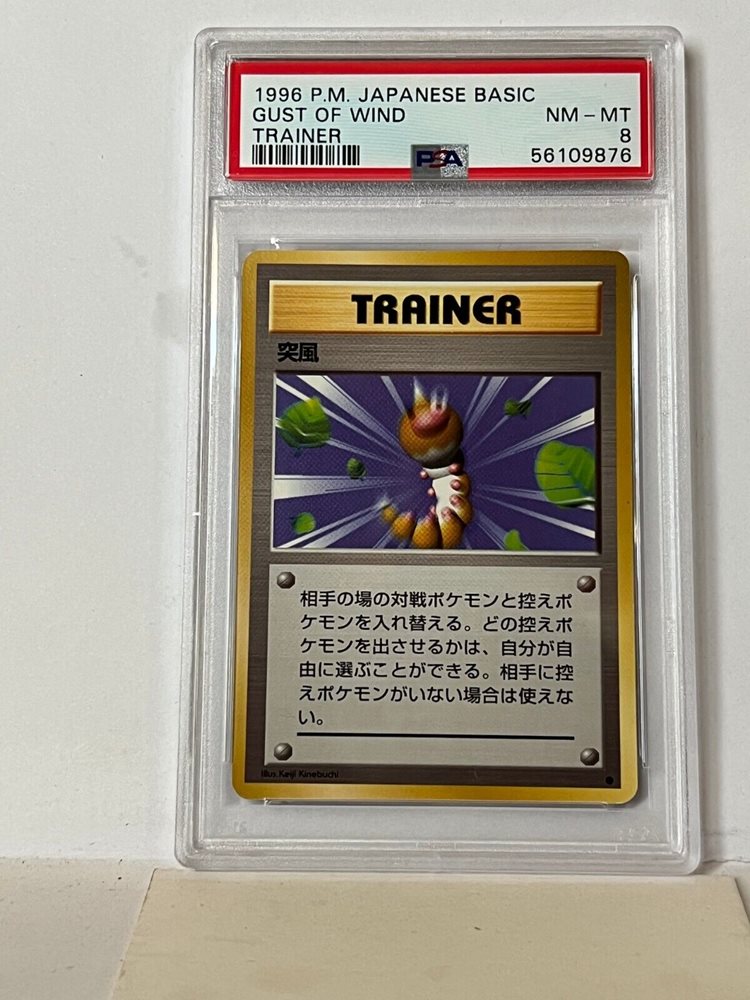 1996 P.M. JAPANESE BASIC
GUST OF WIND NM - MT
TRAINER 8
PSA 56109876
TRAINER
突風
相手の場の対戦ポケモンと控えポ
ケモンを入れ替える。どの控えポ
ケモンを出させるかは、自分が自
由に選ぶことができる。相手に控
えポケモンがいない場合は使えな
い。
Illus. Keiji Kinebuchi